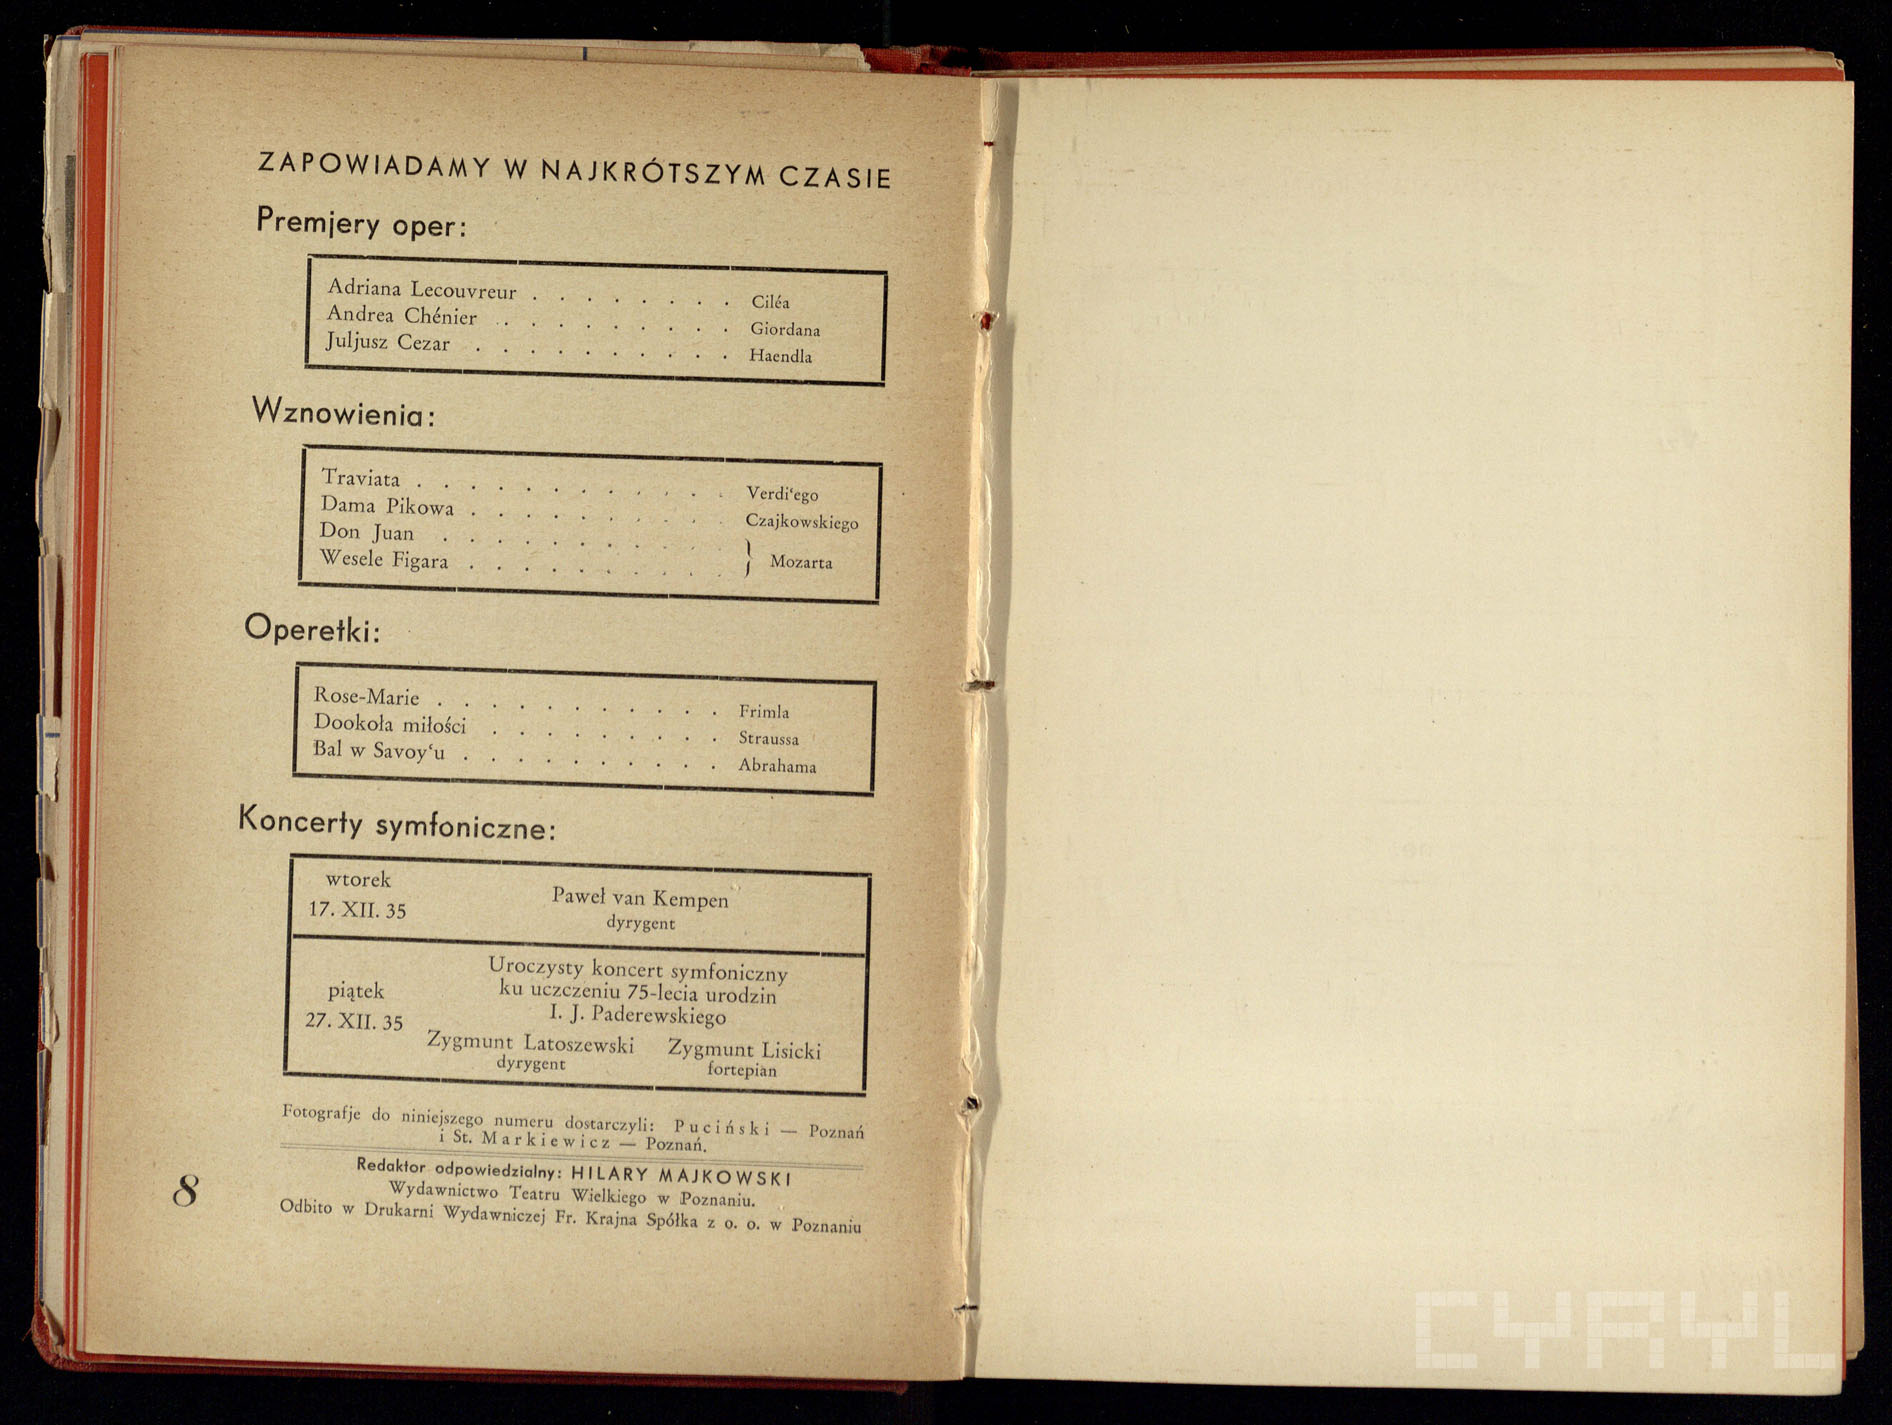 ZAPOWIADAMY W NAJKRÓTSZYM CZASIE
Premjery oper:
Adriana Lecouvreur . . . . . . . . Ciléa
Andrea Chénier . . . . . . . . . Giordana
Juljusz Cezar . . . . . . . . . . Haendla
Wznowienia:
Traviata . . . . . . . . . . . . Verdi‘ego
Dama Pikowa . . . . . . . . . . Czajkowskiego
Don Juan . . . . . . . . . . .
Wesele Figara . . . . . . . . . . } Mozarta
Operetki:
Rose-Marie . . . . . . . . . . . Frimla
Dookoła miłości . . . . . . . . . Straussa
Bal w Savoy‘u . . . . . . . . . . Abrahama
Koncerty symfoniczne:
wtorek
17. XII. 35
Paweł van Kempen
dyrygent
piątek
27. XII. 35
Uroczysty koncert symfoniczny
ku uczczeniu 75-lecia urodzin
I. J. Paderewskiego
Zygmunt Latoszewski Zygmunt Lisicki
dyrygent fortepian
Fotografje do niniejszego numeru dostarczyli: Puciński — Poznań
i St. Markiewicz — Poznań.
Redaktor odpowiedzialny: HILARY MAJKOWSKI
Wydawnictwo Teatru Wielkiego w Poznaniu.
Odbito w Drukarni Wydawniczej Fr. Krajna Spółka z o. o. w Poznaniu
8
CYRYL